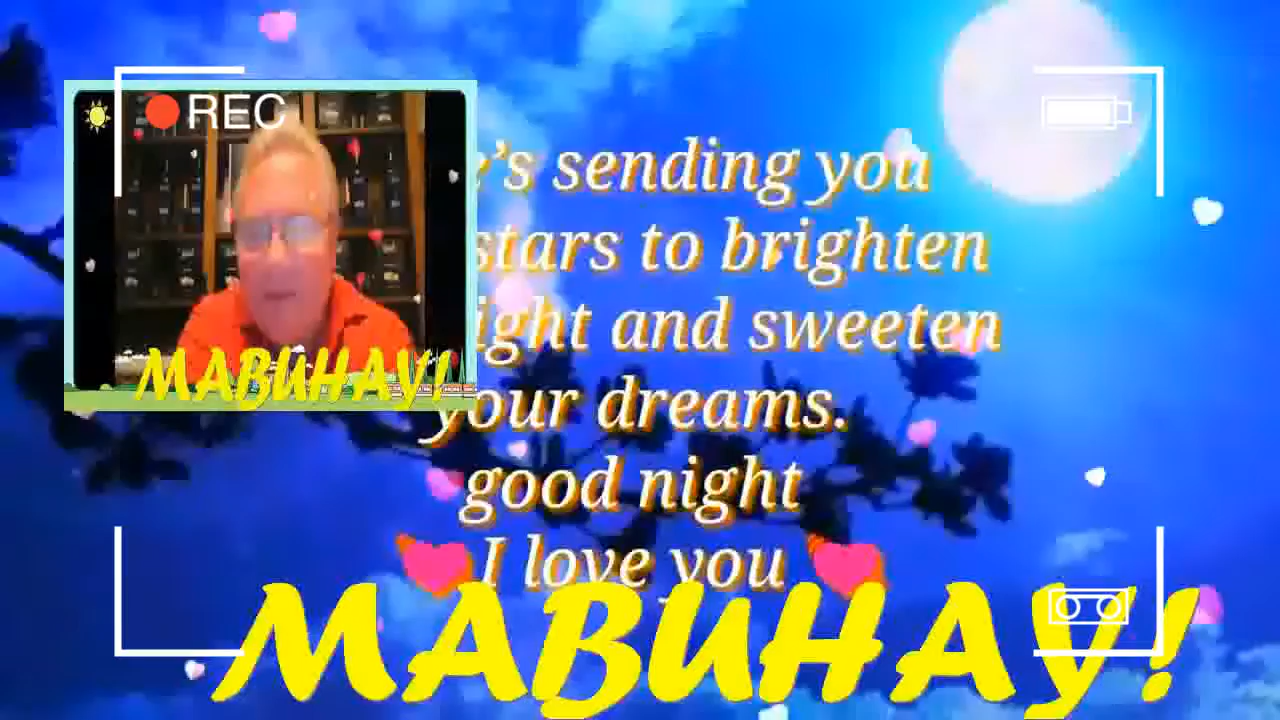 REC
’s sending you
stars to brighten
ight and sweeten
MABUHAY!
your dreams.
good night
I love you
MABUHAY!